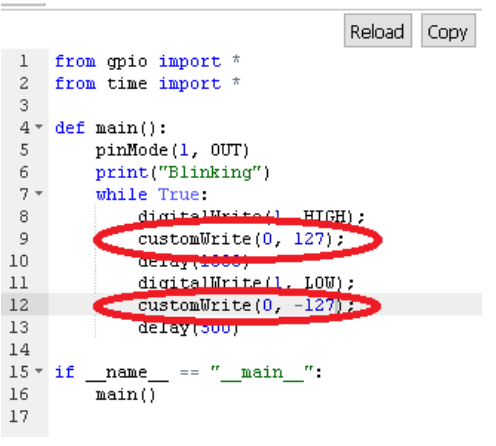 Reload Copy
1 from gpio import *
2 from time import *
3
4 def main():
5     pinMode(1, OUT)
6     print("Blinking")
7     while True:
8         digitalWrite(1, HIGH);
9         customWrite(0, 127);
10         delay(1000)
11         digitalWrite(1, LOW);
12         customWrite(0, -127);
13         delay(500)
14
15 if __name__ == "__main__":
16     main()
17